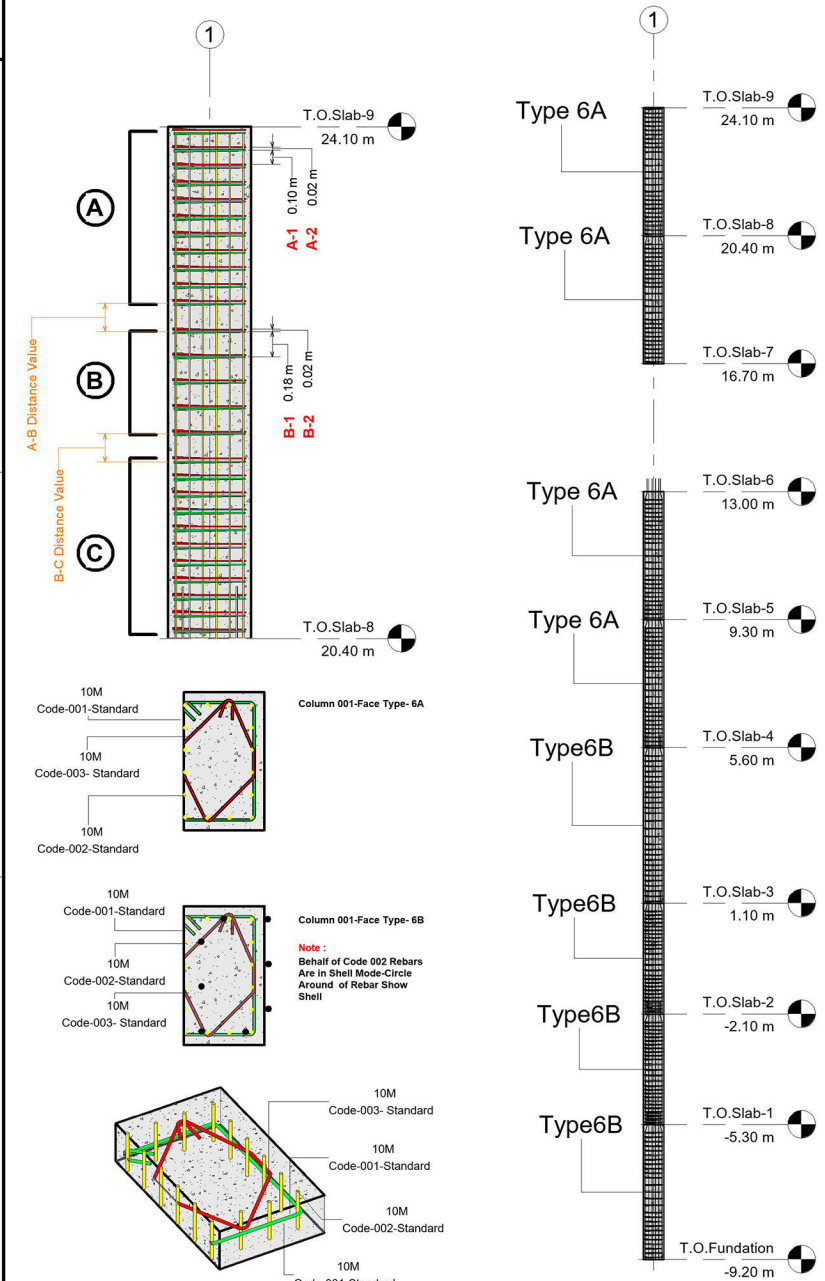 1
T.O.Slab-9
24.10 m
A
0.10 m
0.02 m
A-1
A-2
A-B Distance Value
B
0.18 m
0.02 m
B-1
B-2
B-C Distance Value
C
T.O.Slab-8
20.40 m
10M
Code-001-Standard
10M
Code-003- Standard
10M
Code-002-Standard
Column 001-Face Type- 6A
10M
Code-001-Standard
10M
Code-002-Standard
10M
Code-003- Standard
Column 001-Face Type- 6B
Note :
Behalf of Code 002 Rebars
Are in Shell Mode-Circle
Around of Rebar Show
Shell
10M
Code-003- Standard
10M
Code-001-Standard
10M
Code-002-Standard
10M
1
Type 6A
T.O.Slab-9
24.10 m
Type 6A
T.O.Slab-8
20.40 m
T.O.Slab-7
16.70 m
Type 6A
T.O.Slab-6
13.00 m
Type 6A
T.O.Slab-5
9.30 m
Type6B
T.O.Slab-4
5.60 m
Type6B
T.O.Slab-3
1.10 m
Type6B
T.O.Slab-2
-2.10 m
Type6B
T.O.Slab-1
-5.30 m
T.O.Fundation
-9.20 m